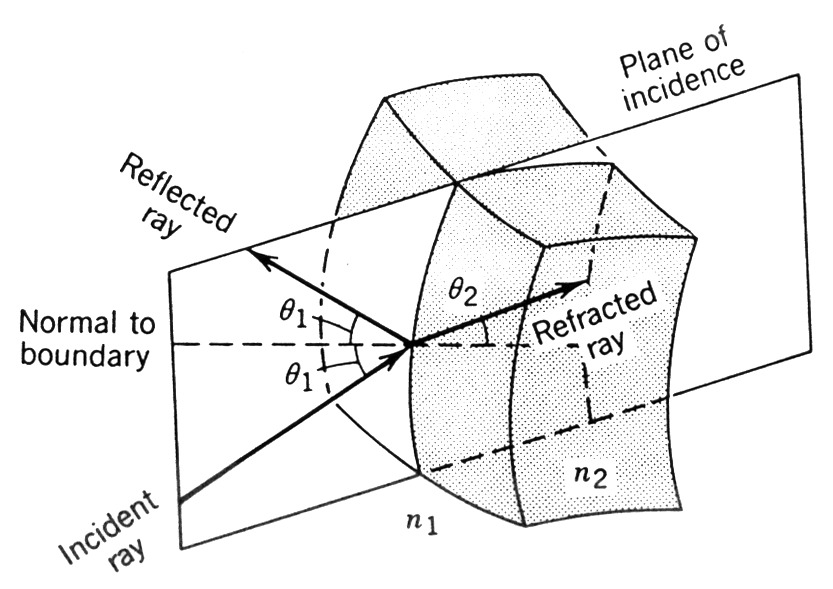 Plane of
incidence
Reflected
ray
θ1
θ2
Normal to
boundary
Refracted
ray
θ1
n2
Incident
ray
n1